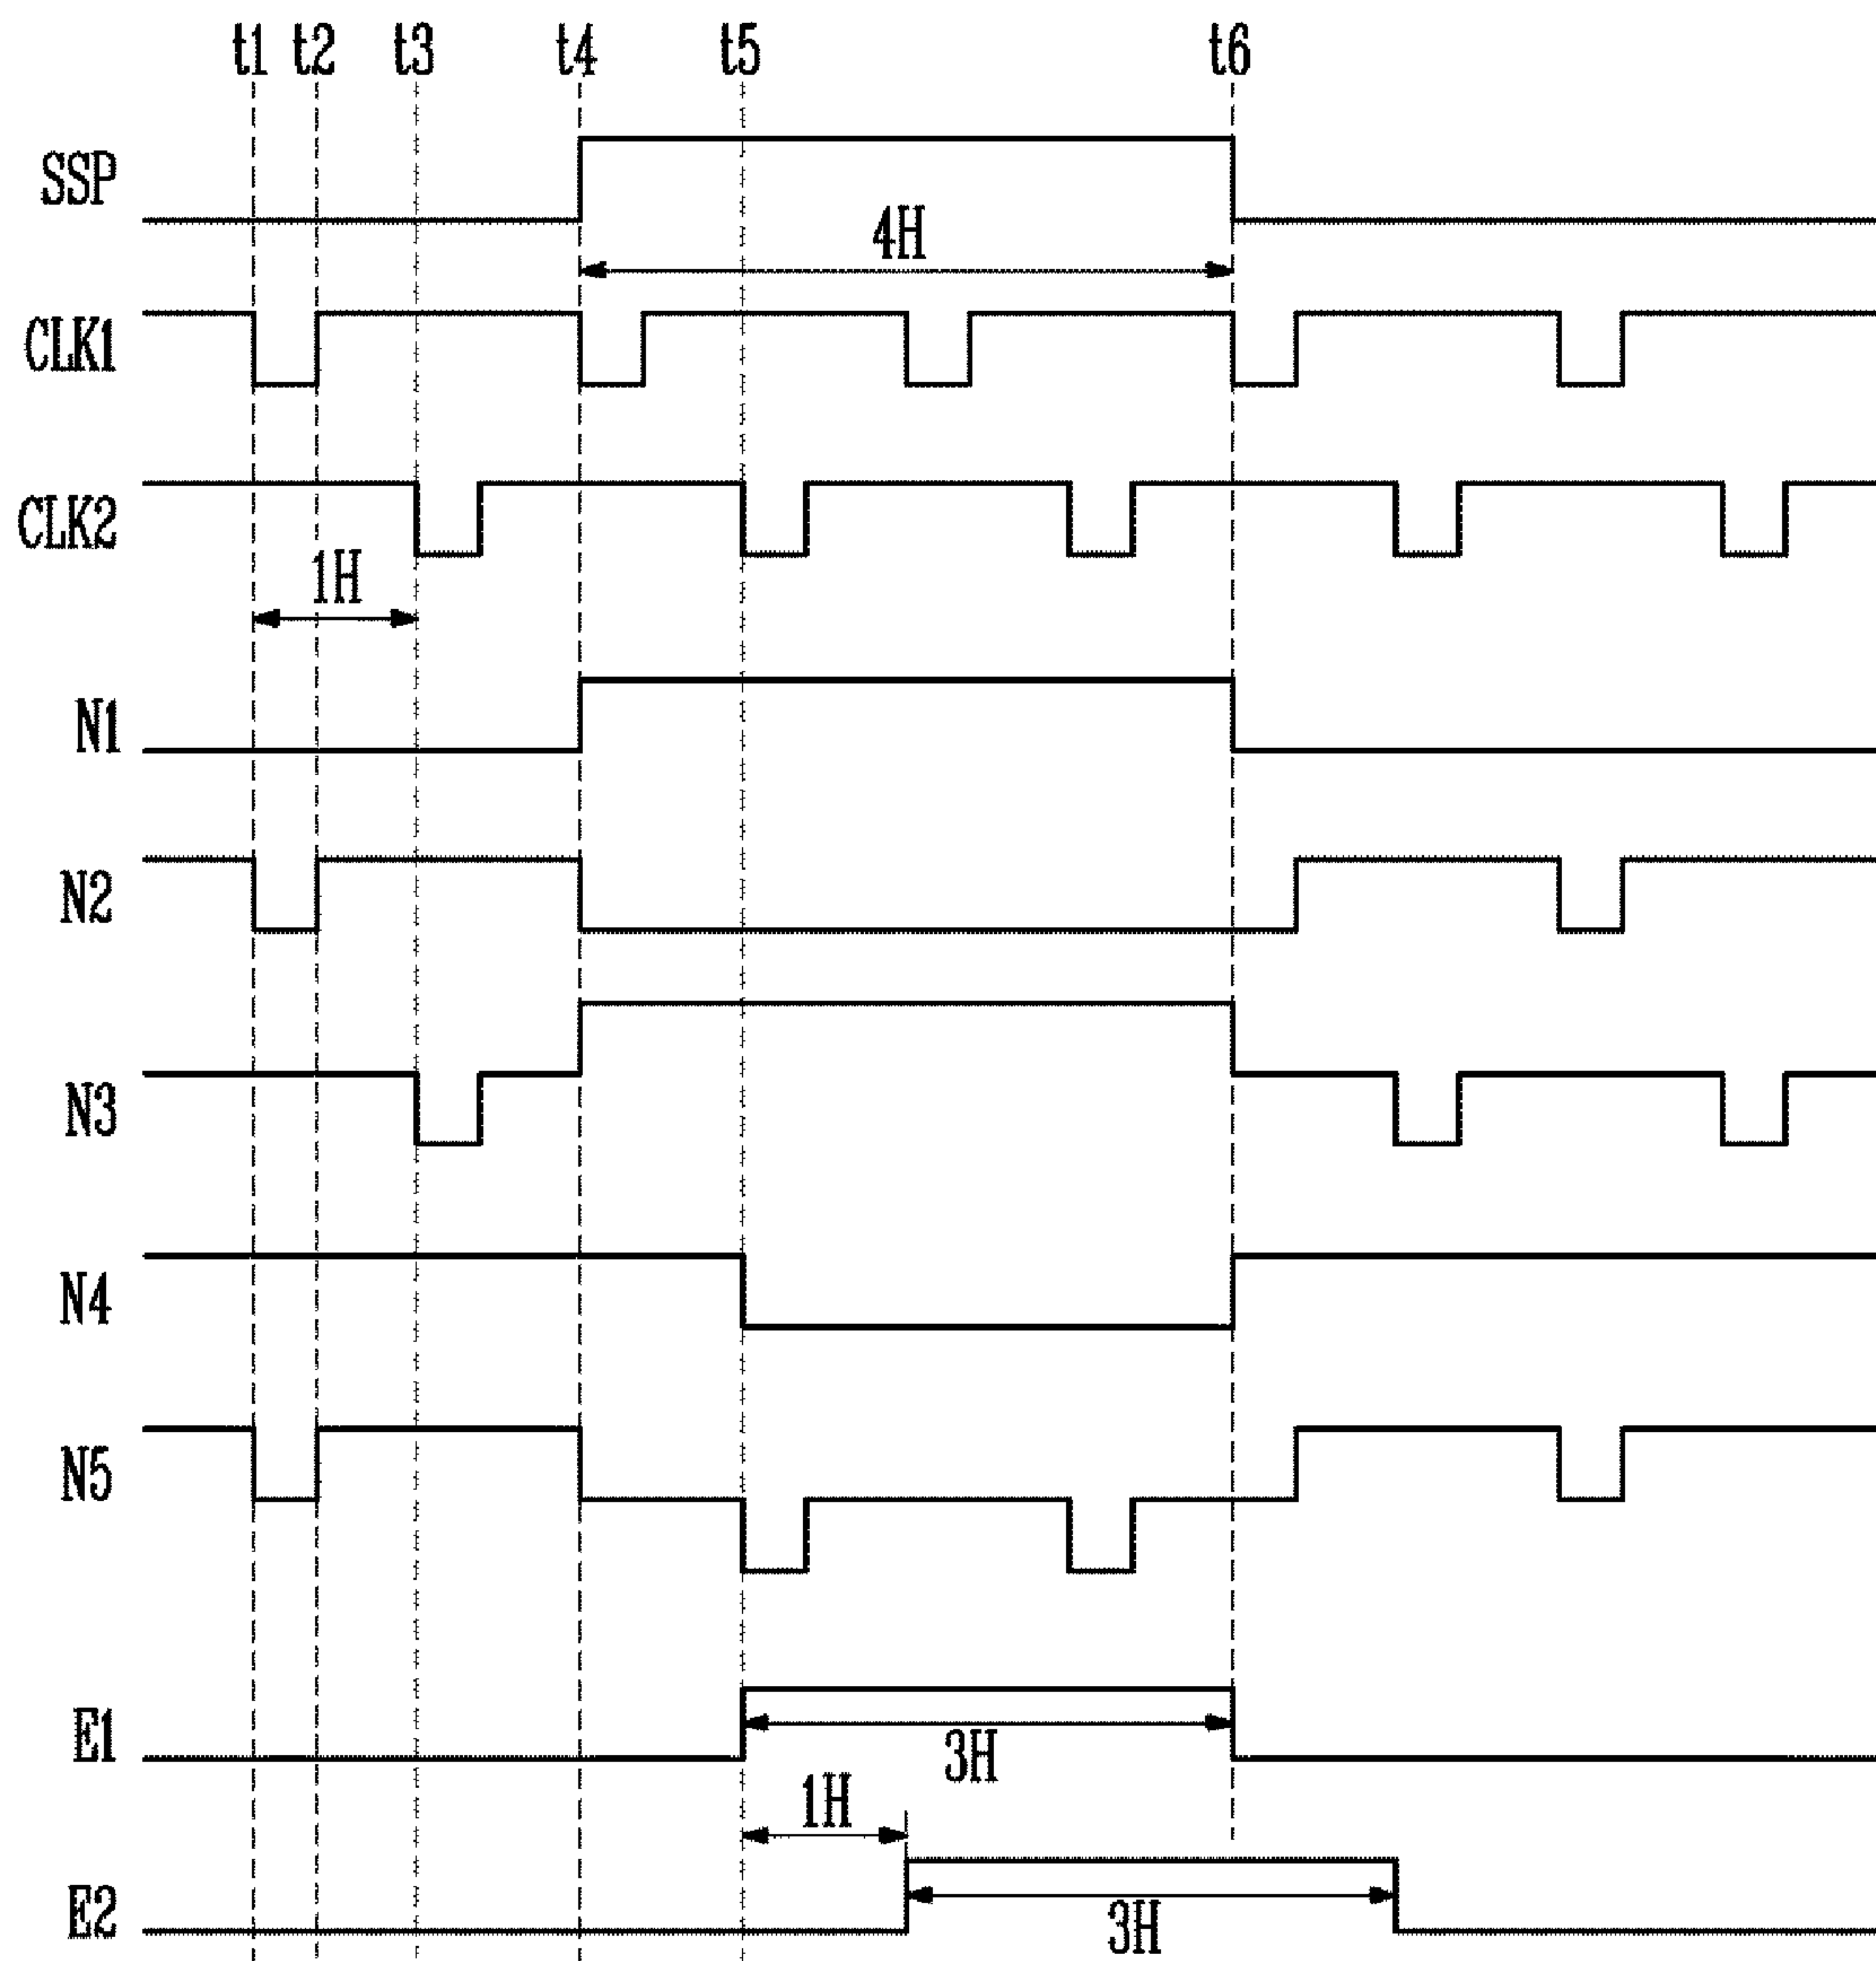 t1 t2 t3 t4 t5 t6
SSP
4H
CLK1
CLK2
1H
N1
N2
N3
N4
N5
E1
3H
1H
E2
3H